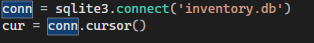 conn = sqlite3.connect('inventory.db')
cur = conn.cursor()